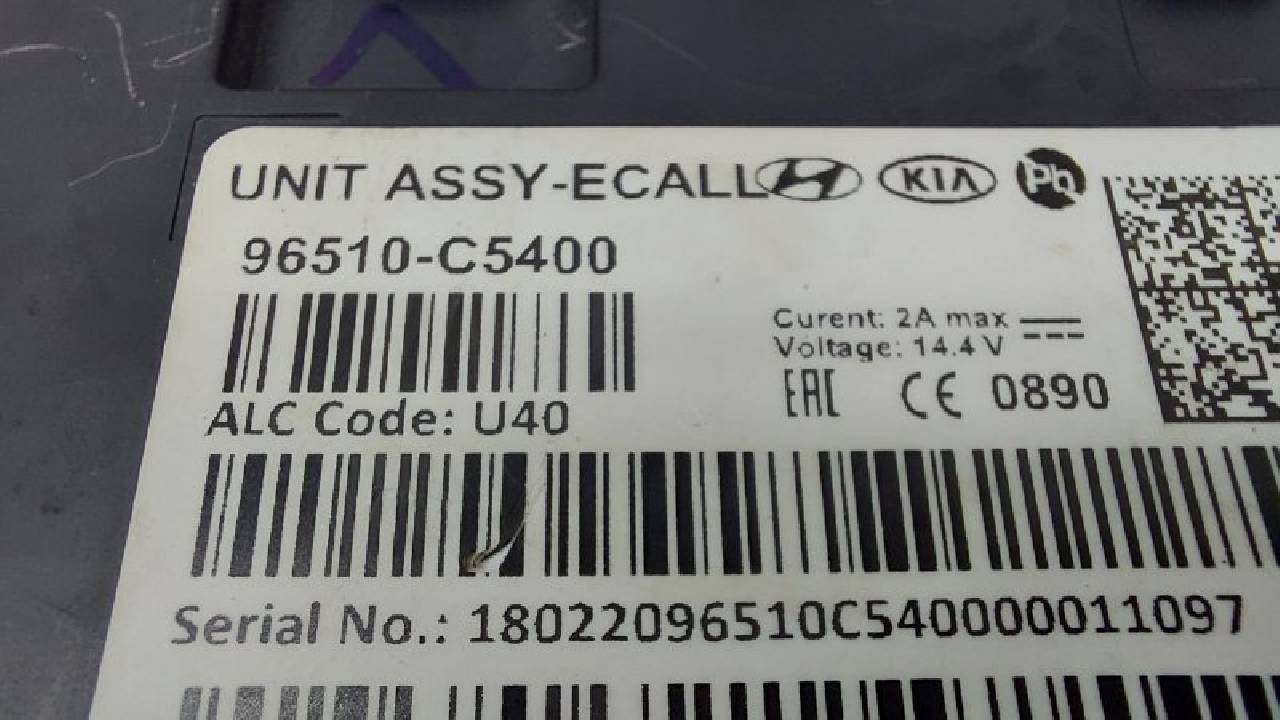 UNIT ASSY-ECALL KIA Pb
96510-C5400
Curent: 2A max
Voltage: 14.4 V
EAC CE 0890
ALC Code: U40
Serial No.: 18022096510C540000011097